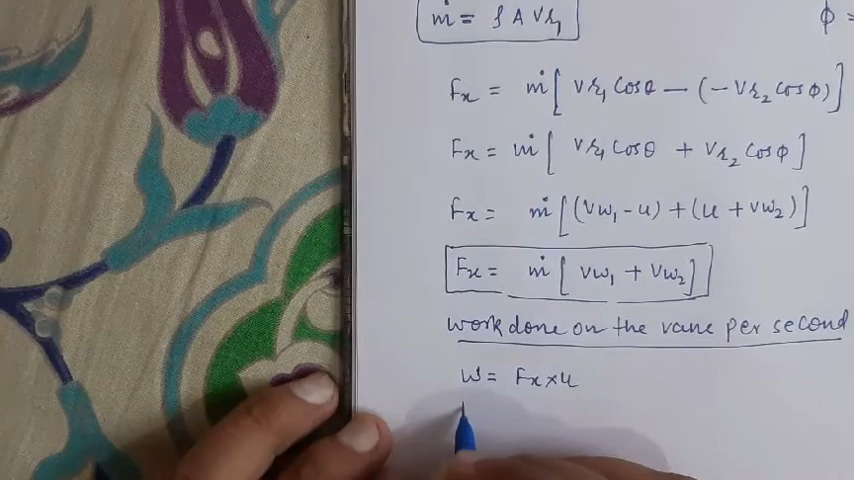 ṁ = ρ A Vr₁
ϕ =
Fx = ṁ [ Vr₁ Cosθ — (-Vr₂ Cosϕ)]
Fx = ṁ [ Vr₁ Cosθ + Vr₂ Cosϕ]
Fx = ṁ [(Vw₁ - u) + (u + Vw₂)]
Fx = ṁ [ Vw₁ + Vw₂]
work done on the vane per second
W = Fx × u